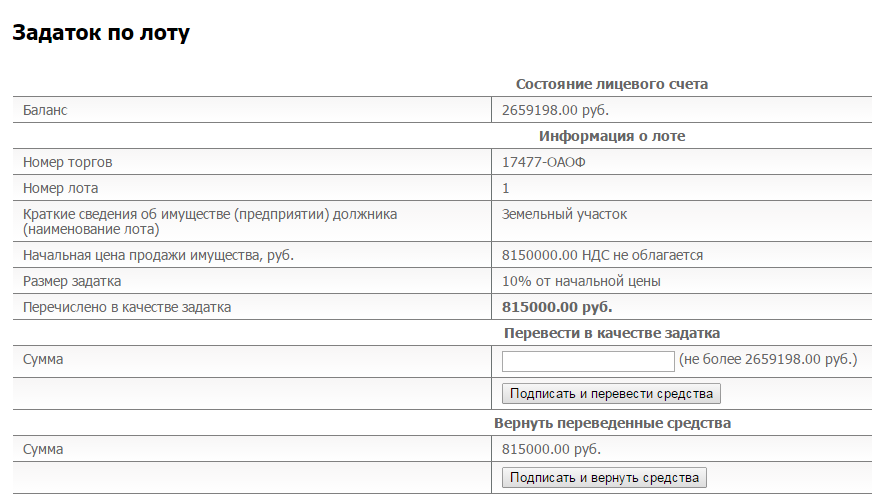 Задаток по лоту
Состояние лицевого счета
Баланс 2659198.00 руб.
Информация о лоте
Номер торгов 17477-ОАОФ
Номер лота 1
Краткие сведения об имуществе (предприятии) должника Земельный участок
(наименование лота)
Начальная цена продажи имущества, руб. 8150000.00 НДС не облагается
Размер задатка 10% от начальной цены
Перечислено в качестве задатка 815000.00 руб.
Перевести в качестве задатка
Сумма (не более 2659198.00 руб.)
Подписать и перевести средства
Вернуть переведенные средства
Сумма 815000.00 руб.
Подписать и вернуть средства